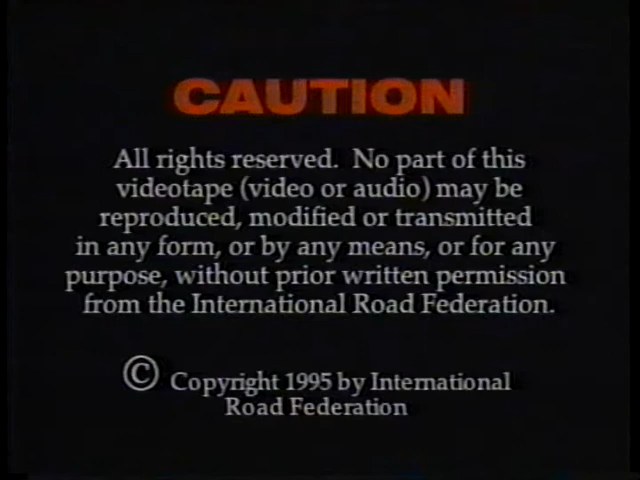 CAUTION
All rights reserved. No part of this
videotape (video or audio) may be
reproduced, modified or transmitted
in any form, or by any means, or for any
purpose, without prior written permission
from the International Road Federation.
© Copyright 1995 by International
Road Federation